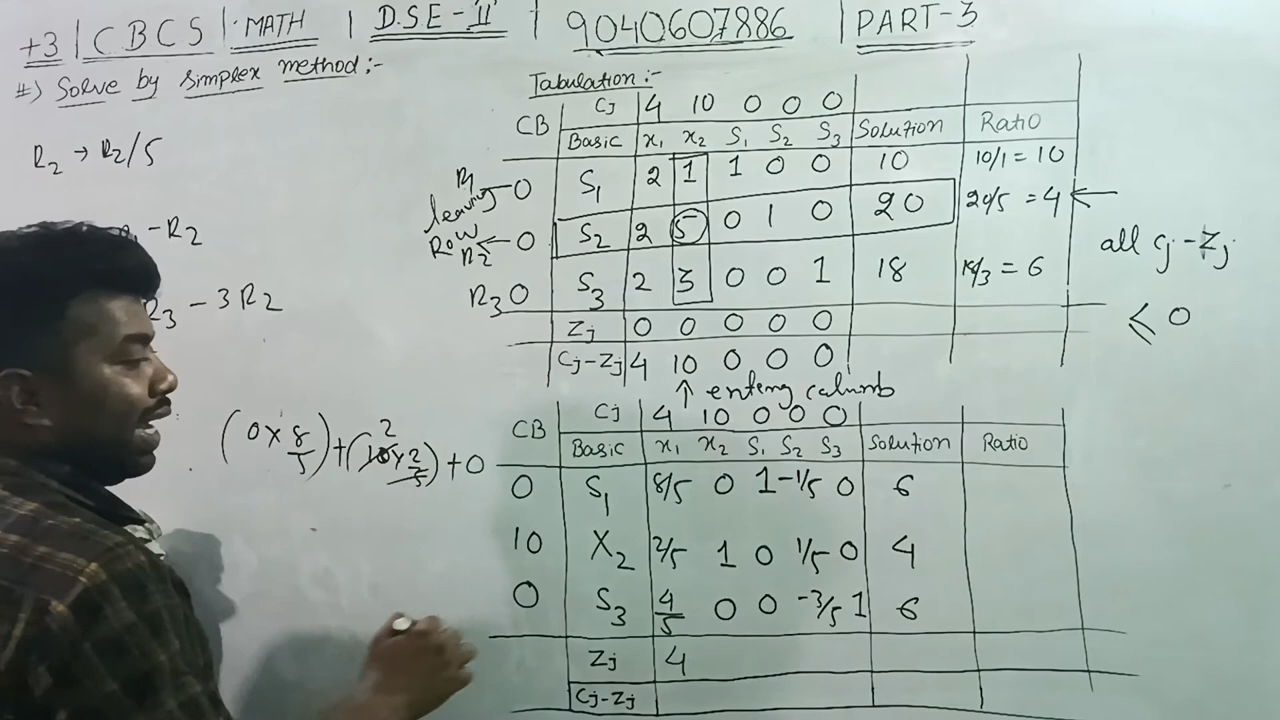 +3 | CBCS | MATH | D.SE-II | 9040607886 | PART-3
#) Solve by simplex method:-
R2 → R2/5
- R2
R3 - 3R2
(0 x 8/5) + (10 x 2/5) + 0
2
Tabulation:-
Cj 4 10 0 0 0
CB Basic x1 x2 S1 S2 S3 Solution Ratio
R1 0 S1 2 1 1 0 0 10 10/1 = 10
leaving Row R2 0 S2 2 5 0 1 0 20 20/5 = 4 ←
R3 0 S3 2 3 0 0 1 18 18/3 = 6
Zj 0 0 0 0 0
Cj-Zj 4 10 0 0 0
↑ entering
all Cj - Zj
≤ 0
Cj 4 10 0 0 0
CB Basic x1 x2 S1 S2 S3 Solution Ratio
0 S1 8/5 0 1 -1/5 0 6
10 X2 2/5 1 0 1/5 0 4
0 S3 4/5 0 0 -3/5 1 6
Zj 4
Cj-Zj